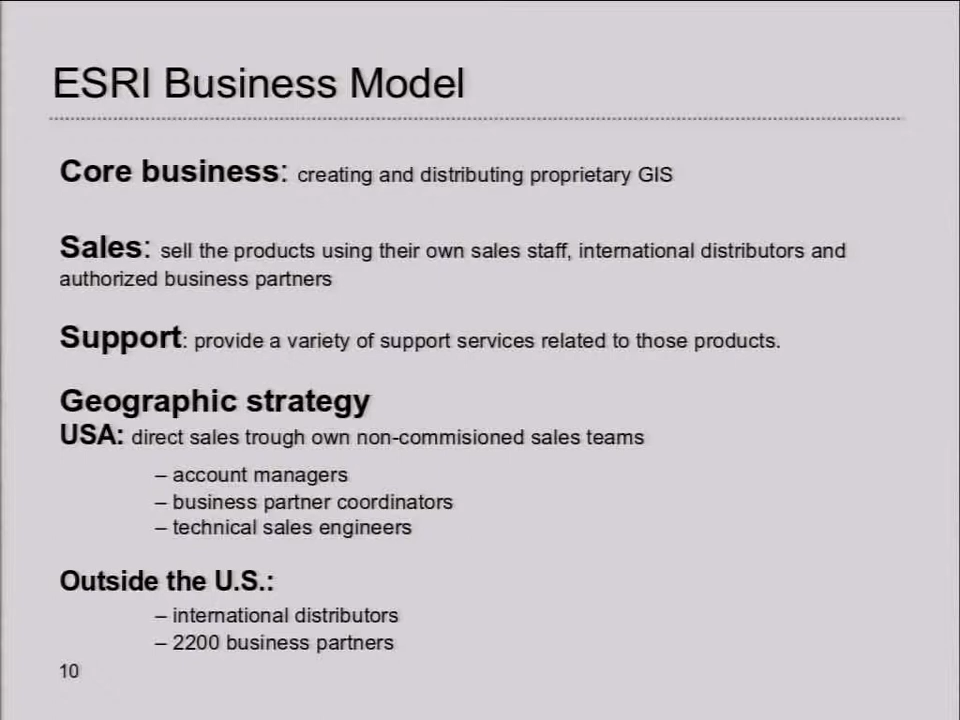 ESRI Business Model
Core business: creating and distributing proprietary GIS
Sales: sell the products using their own sales staff, international distributors and
authorized business partners
Support: provide a variety of support services related to those products.
Geographic strategy
USA: direct sales trough own non-commisioned sales teams
– account managers
– business partner coordinators
– technical sales engineers
Outside the U.S.:
– international distributors
– 2200 business partners
10